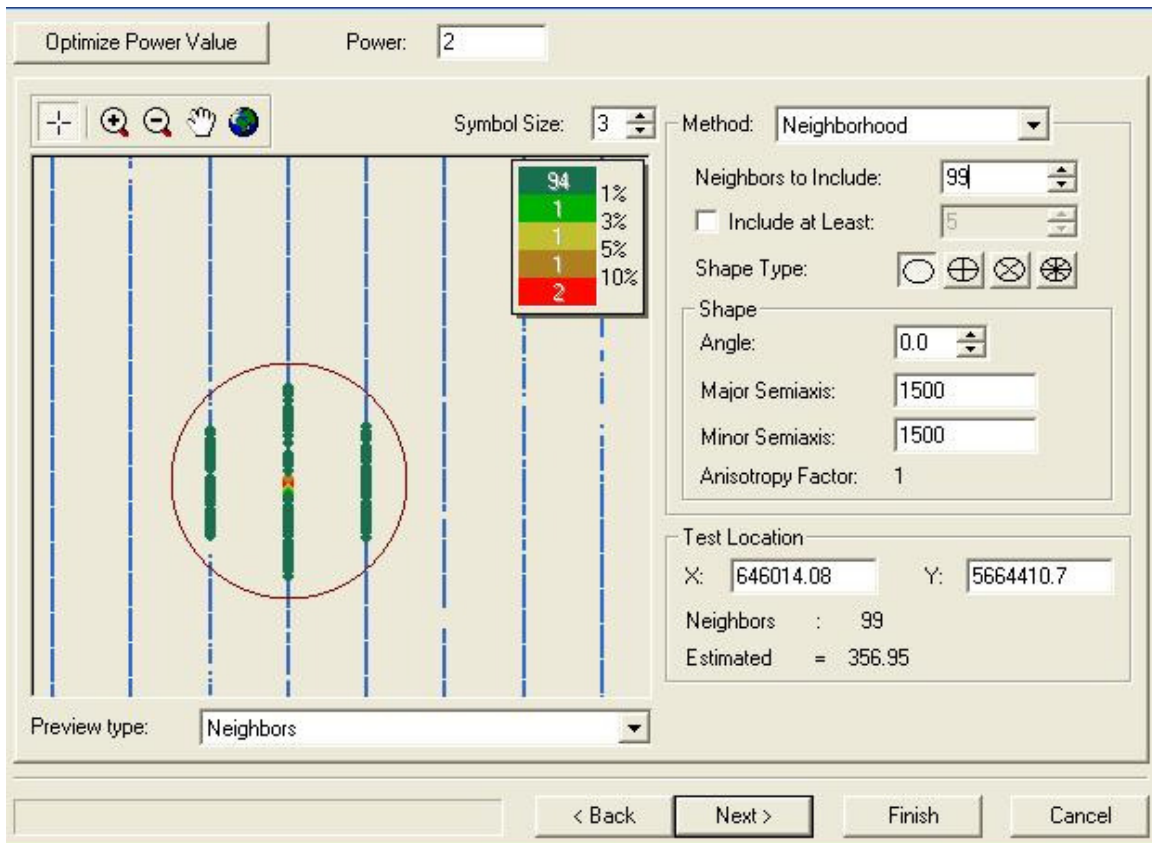 Optimize Power Value
Power: 2
Symbol Size: 3
94
1
1
1
2
1%
3%
5%
10%
Preview type: Neighbors
Method: Neighborhood
Neighbors to Include: 99
Include at Least: 5
Shape Type:
Shape
Angle: 0.0
Major Semiaxis: 1500
Minor Semiaxis: 1500
Anisotropy Factor: 1
Test Location
X: 646014.08 Y: 5664410.7
Neighbors : 99
Estimated = 356.95
< Back Next > Finish Cancel